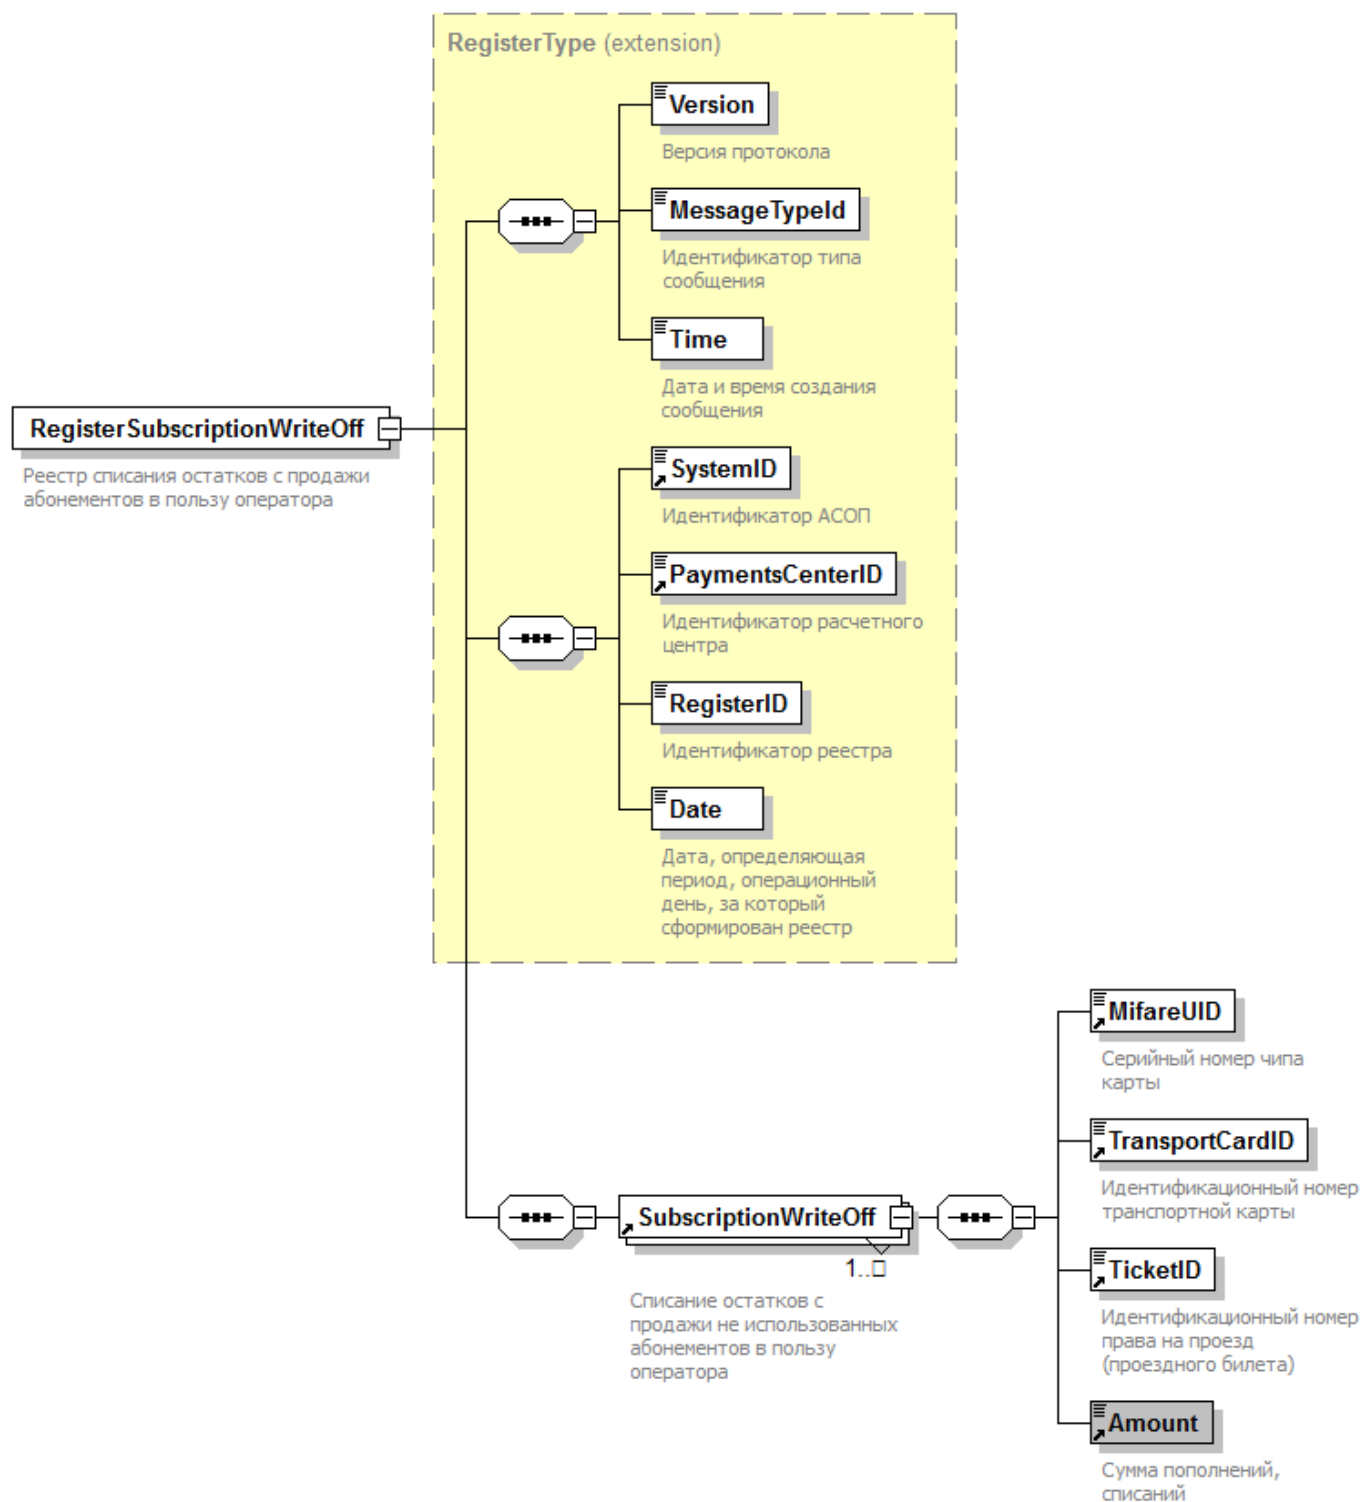 RegisterType (extension)
Version
Версия протокола
MessageTypeId
Идентификатор типа
сообщения
Time
Дата и время создания
сообщения
RegisterSubscriptionWriteOff
Реестр списания остатков с продажи
абонементов в пользу оператора
SystemID
Идентификатор АСОП
PaymentsCenterID
Идентификатор расчетного
центра
RegisterID
Идентификатор реестра
Date
Дата, определяющая
период, операционный
день, за который
сформирован реестр
SubscriptionWriteOff
1..□
Списание остатков с
продажи не использованных
абонементов в пользу
оператора
MifareUID
Серийный номер чипа
карты
TransportCardID
Идентификационный номер
транспортной карты
TicketID
Идентификационный номер
права на проезд
(проездного билета)
Amount
Сумма пополнений,
списаний